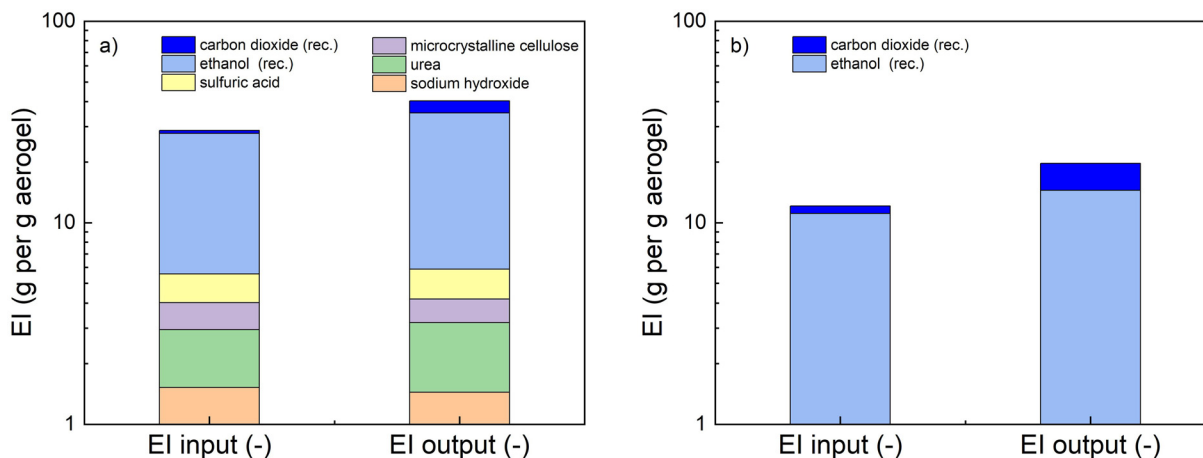 a)
carbon dioxide (rec.)
ethanol (rec.)
sulfuric acid
microcrystalline cellulose
urea
sodium hydroxide
EI (g per g aerogel)
100
10
1
EI input (-)
EI output (-)
b)
carbon dioxide (rec.)
ethanol (rec.)
EI (g per g aerogel)
100
10
1
EI input (-)
EI output (-)